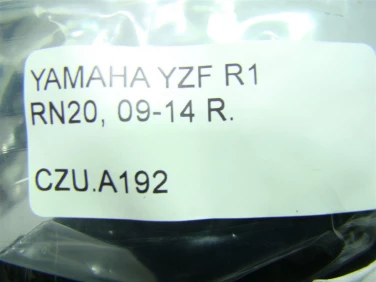 YAMAHA YZF R1
RN20, 09-14 R.
CZU.A192